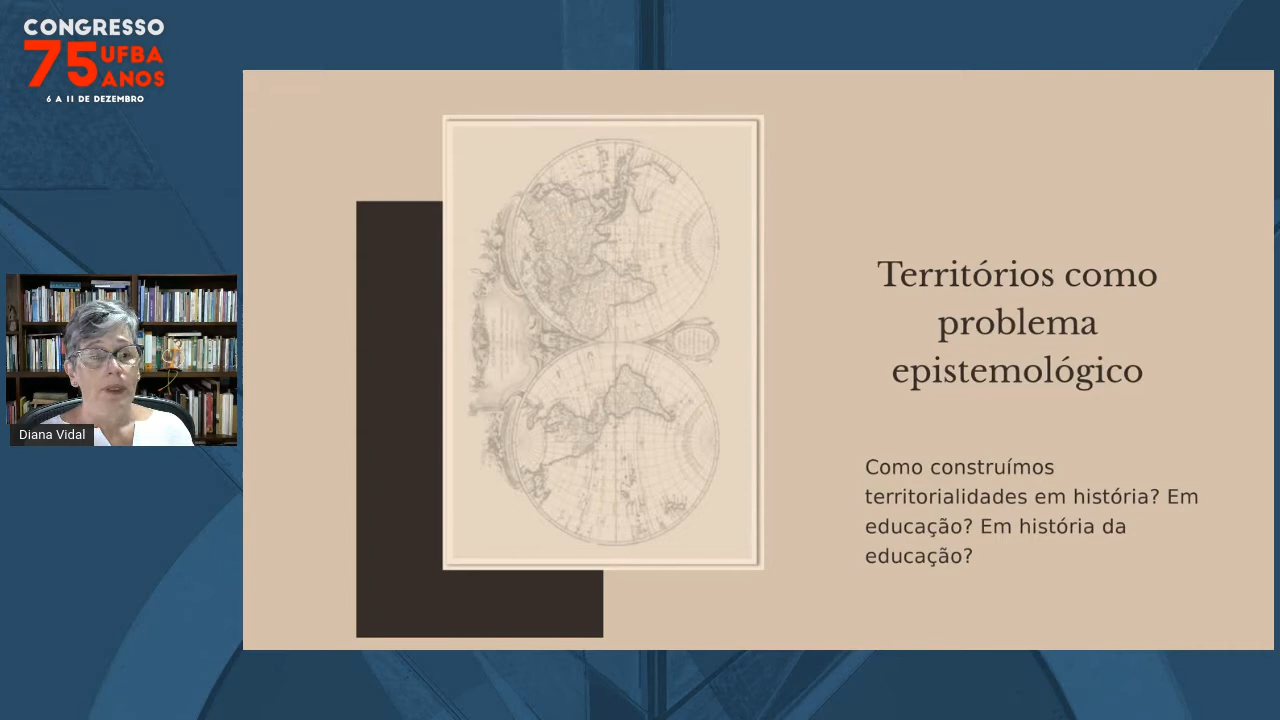 CONGRESSO
75 UFBA
ANOS
6 A 11 DE DEZEMBRO
Territórios como
problema
epistemológico
Como construímos
territorialidades em história? Em
educação? Em história da
educação?
Diana Vidal